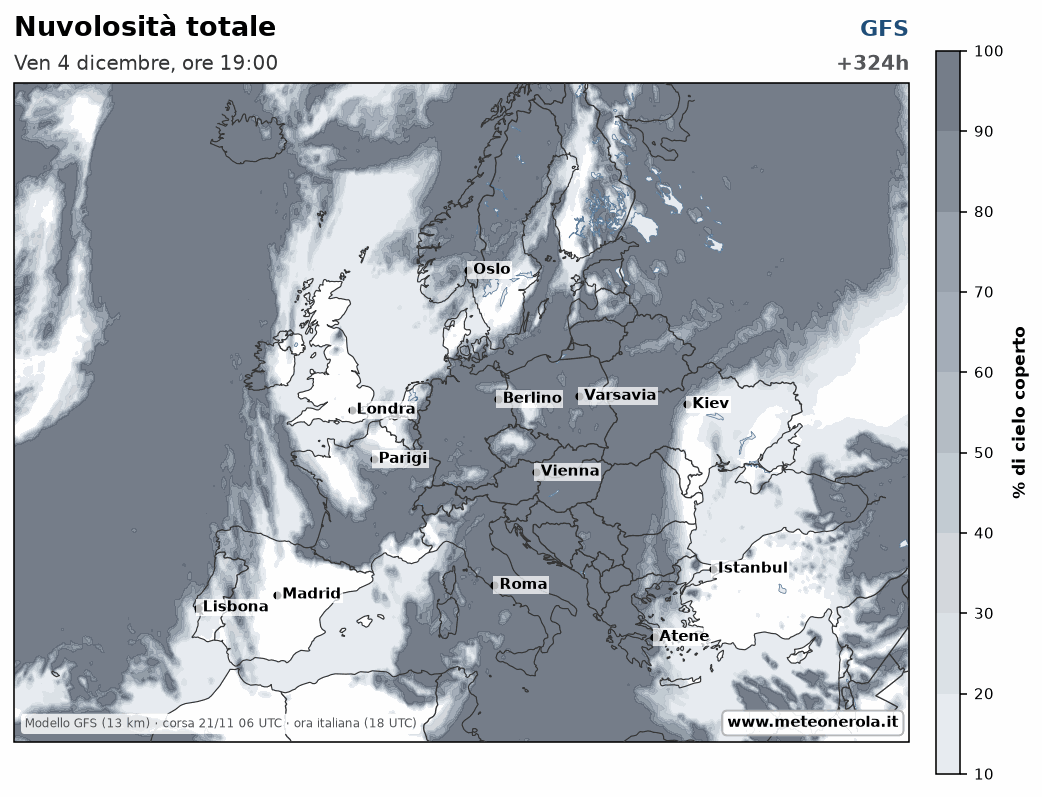 Nuvolosità totale
GFS
Ven 4 dicembre, ore 19:00
+324h
100
90
80
70
60
50
40
30
20
10
% di cielo coperto
Oslo
Londra
Berlino
Varsavia
Kiev
Parigi
Vienna
Istanbul
Roma
Madrid
Lisbona
Atene
Modello GFS (13 km) · corsa 21/11 06 UTC · ora italiana (18 UTC)
www.meteonerola.it